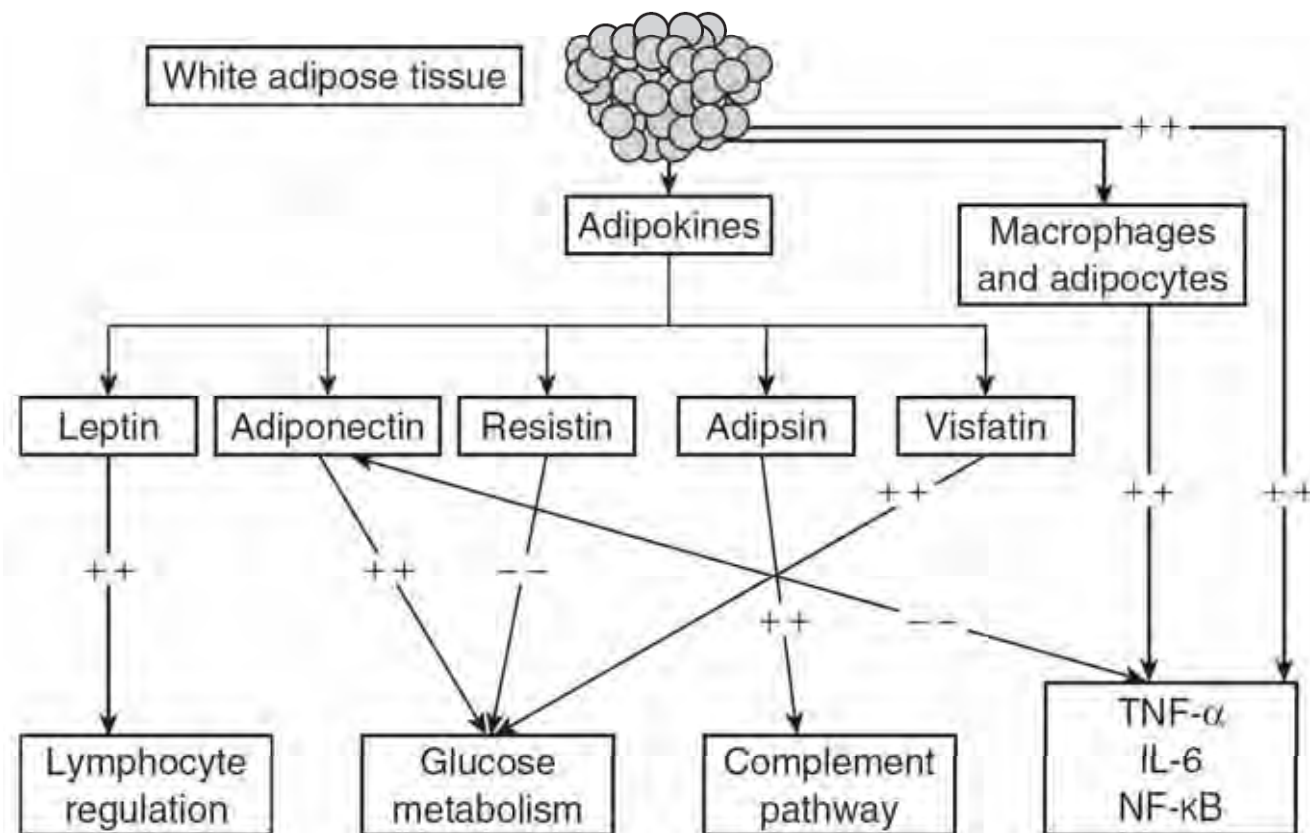 White adipose tissue
++
Adipokines
Macrophages
and adipocytes
Leptin
Adiponectin
Resistin
Adipsin
Visfatin
++
++
++
++
++
−−
++
−−
Lymphocyte
regulation
Glucose
metabolism
Complement
pathway
TNF-α
IL-6
NF-κB